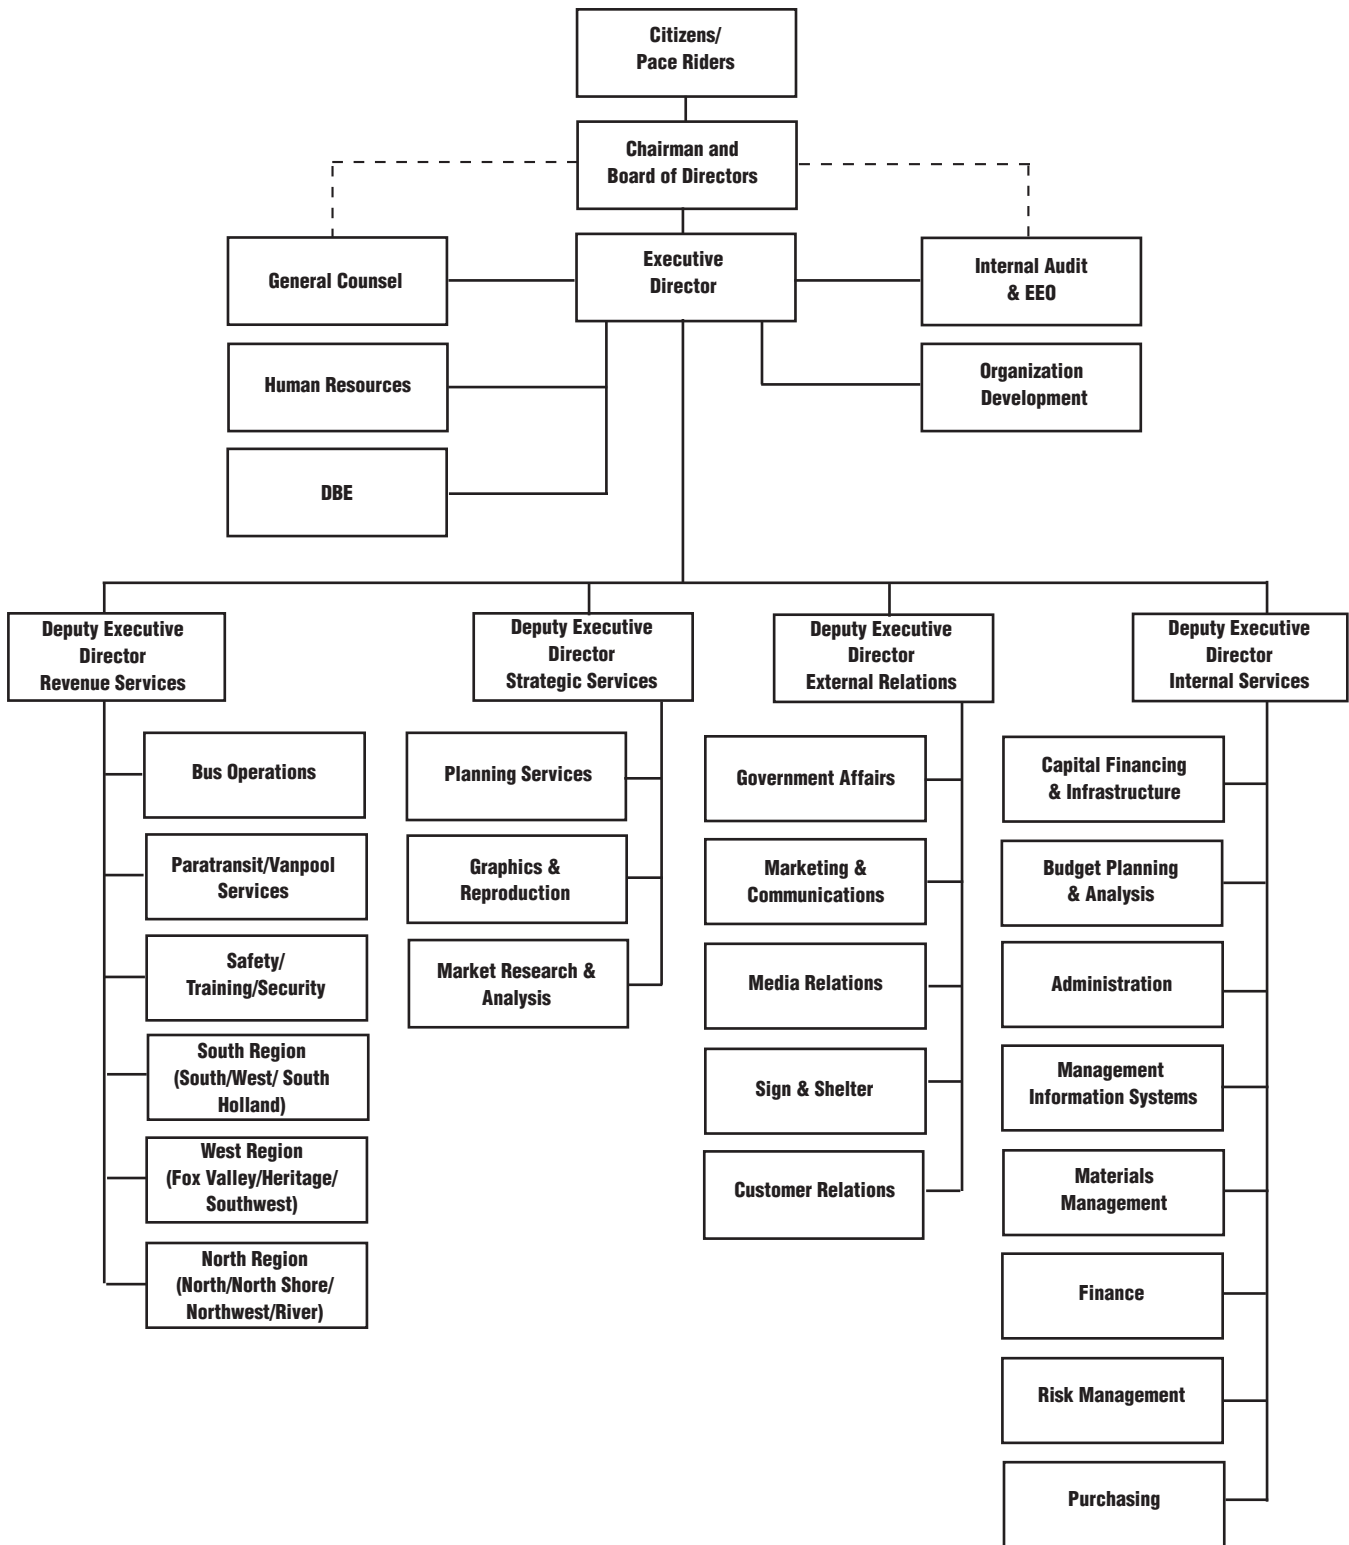 Citizens/
Pace Riders
Chairman and
Board of Directors
General Counsel
Executive
Director
Internal Audit
& EEO
Human Resources
Organization
Development
DBE
Deputy Executive
Director
Revenue Services
Deputy Executive
Director
Strategic Services
Deputy Executive
Director
External Relations
Deputy Executive
Director
Internal Services
Bus Operations
Paratransit/Vanpool
Services
Safety/
Training/Security
South Region
(South/West/ South
Holland)
West Region
(Fox Valley/Heritage/
Southwest)
North Region
(North/North Shore/
Northwest/River)
Planning Services
Graphics &
Reproduction
Market Research &
Analysis
Government Affairs
Marketing &
Communications
Media Relations
Sign & Shelter
Customer Relations
Capital Financing
& Infrastructure
Budget Planning
& Analysis
Administration
Management
Information Systems
Materials
Management
Finance
Risk Management
Purchasing